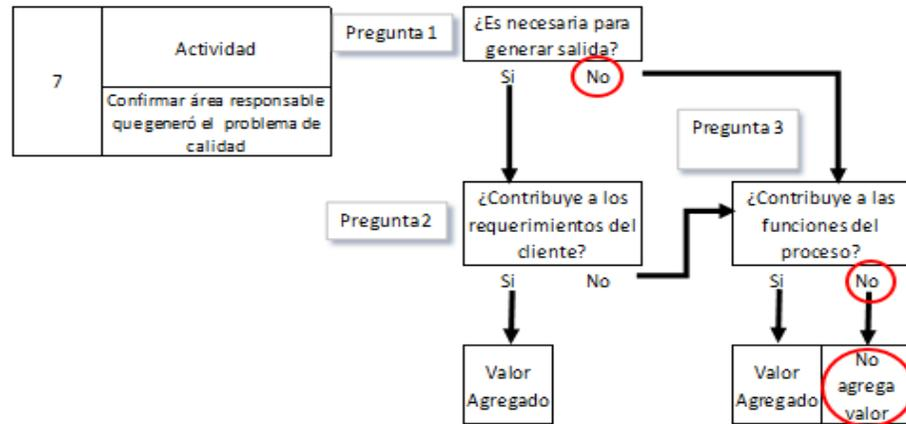 7
Actividad
Confirmar área responsable
que generó el problema de
calidad
Pregunta 1
¿Es necesaria para
generar salida?
Si No
Pregunta 3
Pregunta 2
¿Contribuye a los
requerimientos del
cliente?
Si No
¿Contribuye a las
funciones del
proceso?
Si No
Valor
Agregado
Valor
Agregado
No
agrega
valor